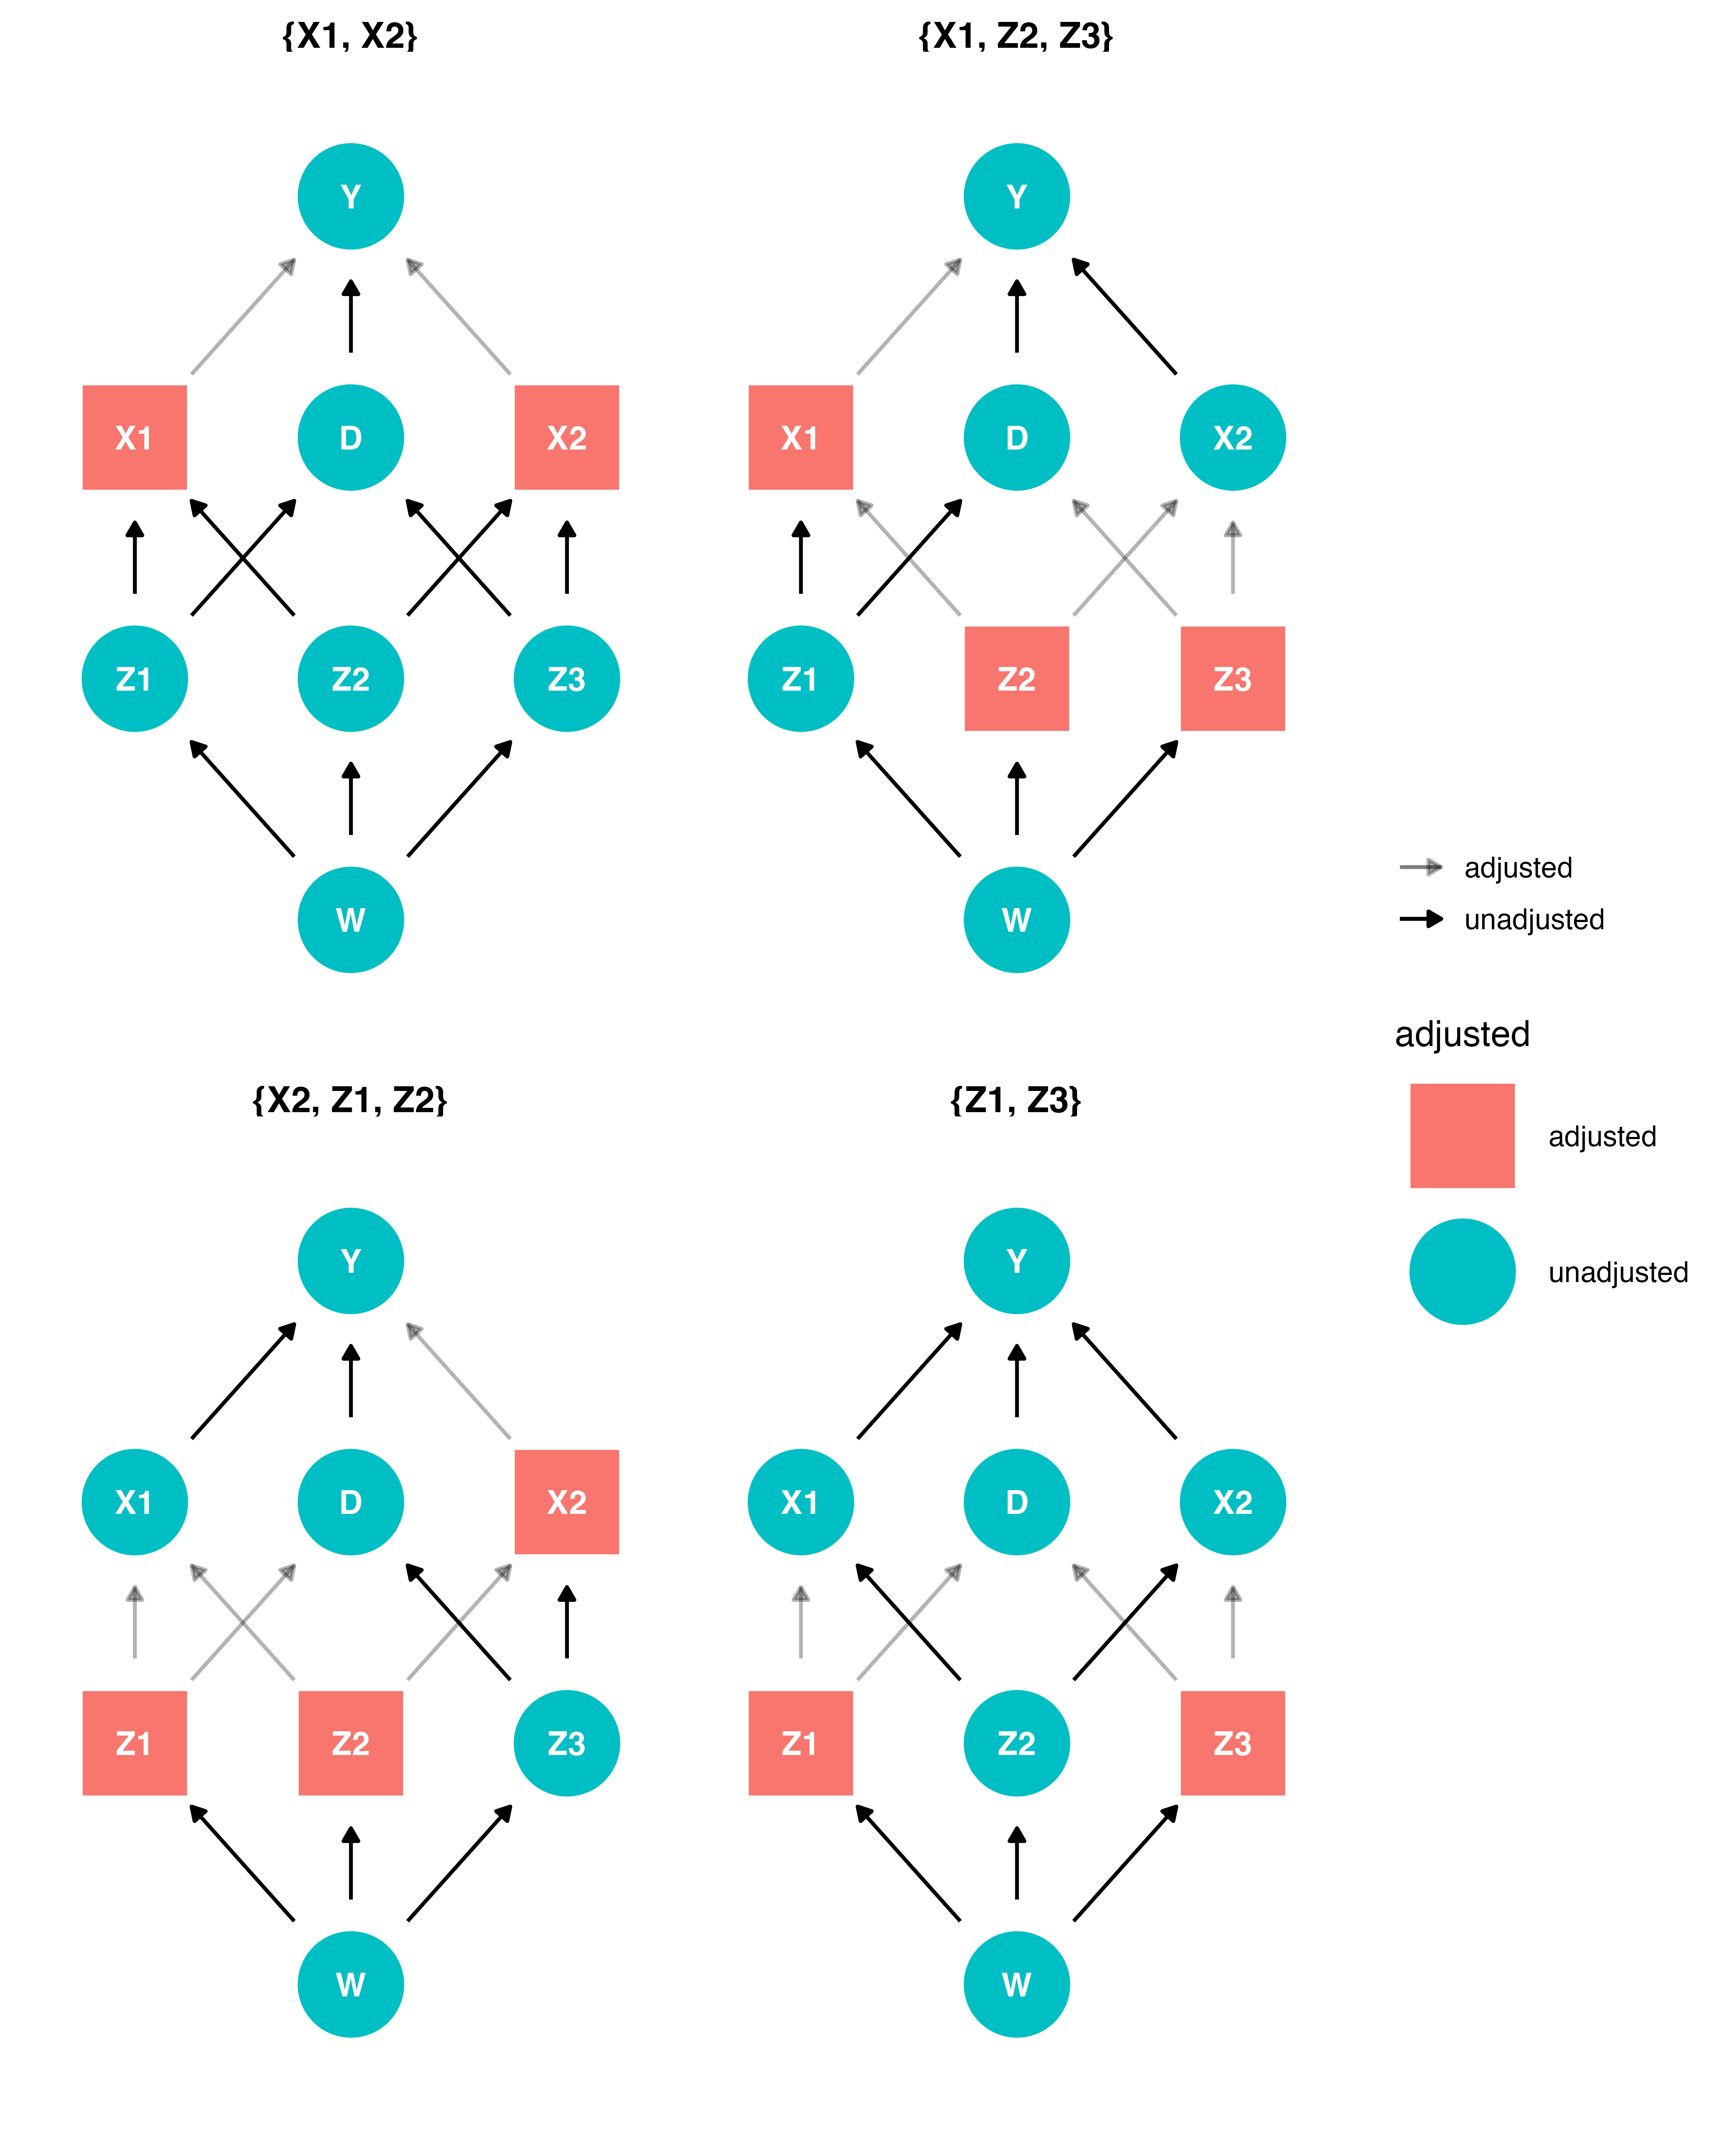 {X1, X2}
Y
X1
D
X2
Z1
Z2
Z3
W
{X1, Z2, Z3}
Y
X1
D
X2
Z1
Z2
Z3
W
{X2, Z1, Z2}
Y
X1
D
X2
Z1
Z2
Z3
W
{Z1, Z3}
Y
X1
D
X2
Z1
Z2
Z3
W
adjusted
unadjusted
adjusted
adjusted
unadjusted